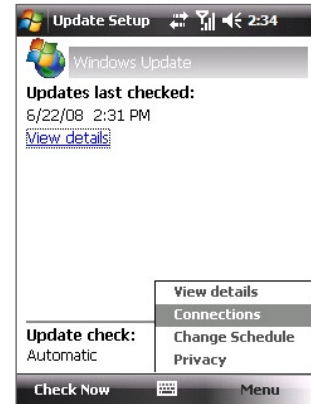 Update Setup 2:34
Windows Update
Updates last checked:
6/22/08 2:31 PM
View details
View details
Connections
Change Schedule
Privacy
Update check:
Automatic
Check Now Menu